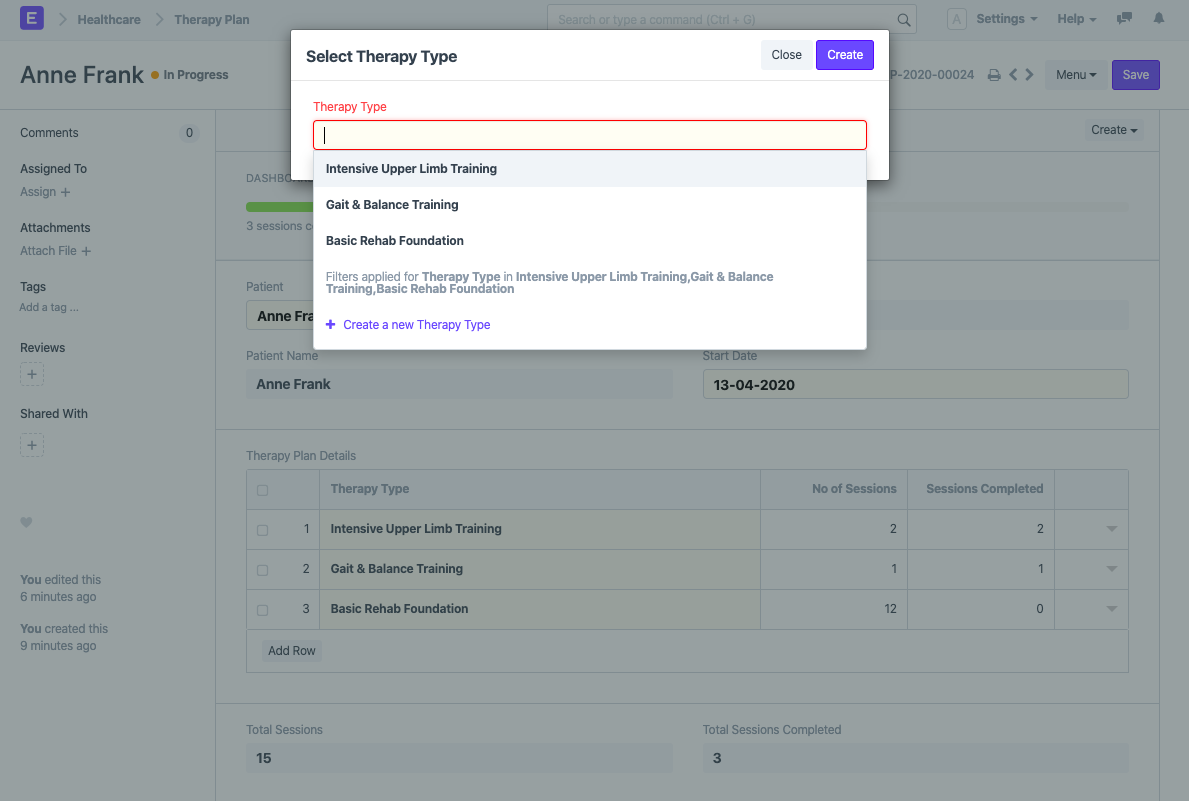 E
Healthcare
Therapy Plan
Search or type a command (Ctrl + G)
A
Settings
Help
Anne Frank
In Progress
P-2020-00024
Menu
Save
Select Therapy Type
Close
Create
Therapy Type
Intensive Upper Limb Training
Gait & Balance Training
Basic Rehab Foundation
Filters applied for Therapy Type in Intensive Upper Limb Training,Gait & Balance
Training,Basic Rehab Foundation
+ Create a new Therapy Type
Comments 0
Assigned To
Assign +
Attachments
Attach File +
Tags
Add a tag ...
Reviews
+
Shared With
+
You edited this
6 minutes ago
You created this
9 minutes ago
Create
3 sessions
Patient
Anne
Patient Name
Anne Frank
Start Date
13-04-2020
Therapy Plan Details
Therapy Type No of Sessions Sessions Completed
1 Intensive Upper Limb Training 2 2
2 Gait & Balance Training 1 1
3 Basic Rehab Foundation 12 0
Add Row
Total Sessions
15
Total Sessions Completed
3